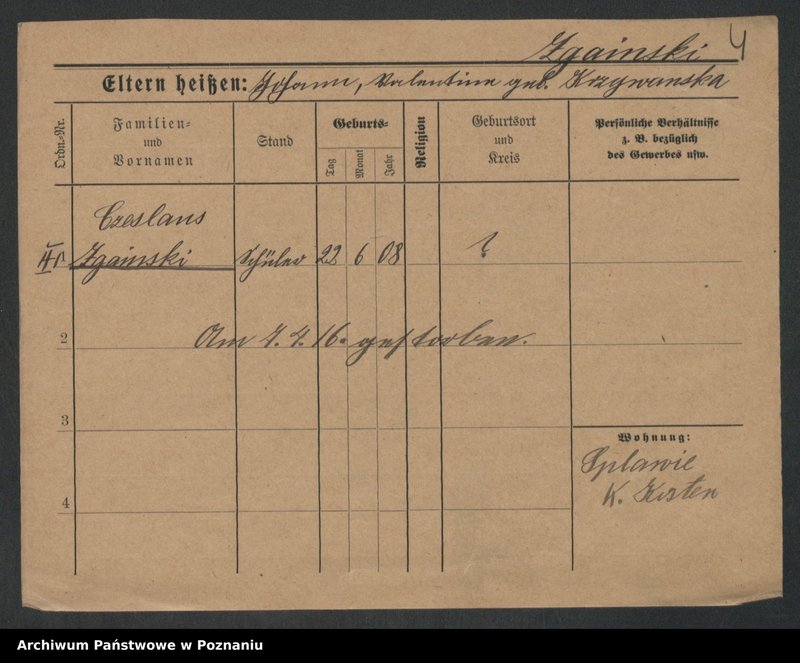 Zgainski 4
Eltern heißen: Johann, Valentine geb. Krzywanska
Ordn.-Nr.
Familien-
und
Vornamen
Stand
Geburts-
Tag
Monat
Jahr
Religion
Geburtsort
und
Kreis
Persönliche Verhältnisse
z. B. bezüglich
des Gewerbes usw.
Czeslaus
Zgainski Schüler 22 6 08 ?
2
Am 7. 4. 16. gestorben.
3
Wohnung:
Splawie
K. Kosten
4
Archiwum Państwowe w Poznaniu